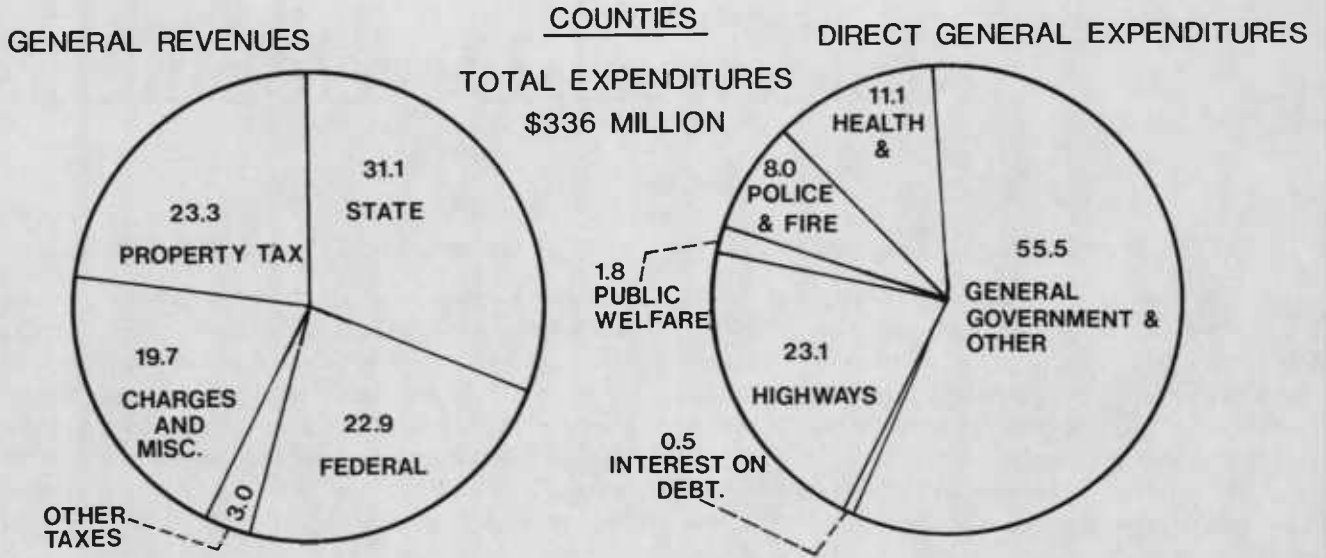 COUNTIES
GENERAL REVENUES
TOTAL EXPENDITURES
$336 MILLION
DIRECT GENERAL EXPENDITURES
31.1
STATE
23.3
PROPERTY TAX
19.7
CHARGES
AND
MISC.
22.9
FEDERAL
3.0
OTHER
TAXES
11.1
HEALTH
&
8.0
POLICE
& FIRE
1.8
PUBLIC
WELFARE
55.5
GENERAL
GOVERNMENT &
OTHER
23.1
HIGHWAYS
0.5
INTEREST ON
DEBT.